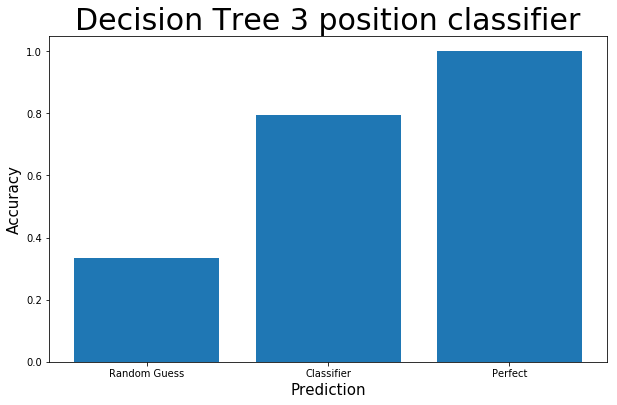 Decision Tree 3 position classifier
1.0
0.8
0.6
0.4
0.2
0.0
Accuracy
Random Guess
Classifier
Perfect
Prediction